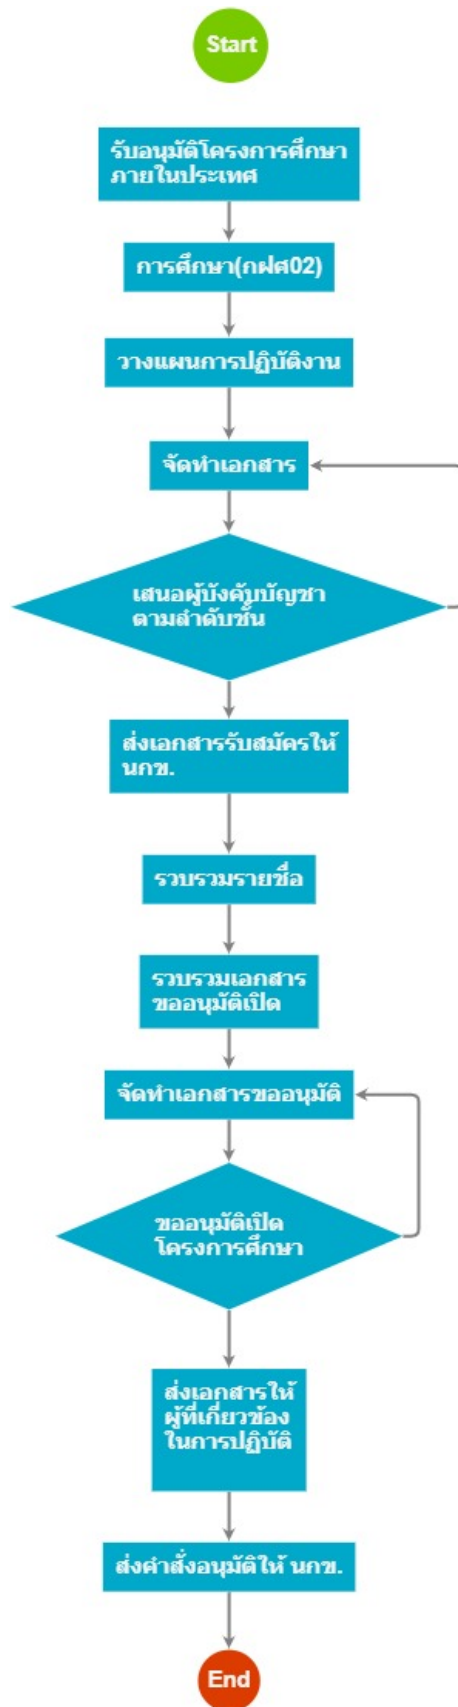 Start
รับอนุมัติโครงการศึกษา
ภายในประเทศ
การศึกษา(กฝศ02)
วางแผนการปฏิบัติงาน
จัดทำเอกสาร
เสนอผู้บังคับบัญชา
ตามลำดับชั้น
ส่งเอกสารรับสมัครให้
นกข.
รวบรวมรายชื่อ
รวบรวมเอกสาร
ขออนุมัติเปิด
จัดทำเอกสารขออนุมัติ
ขออนุมัติเปิด
โครงการศึกษา
ส่งเอกสารให้
ผู้ที่เกี่ยวข้อง
ในการปฏิบัติ
ส่งคำสั่งอนุมัติให้ นกข.
End